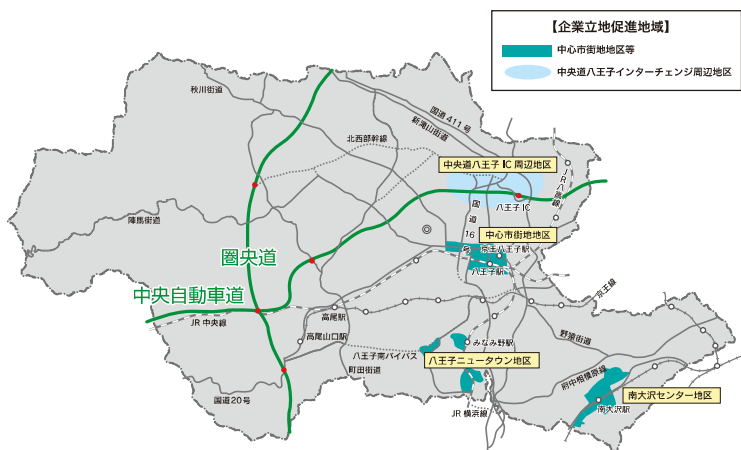 【企業立地促進地域】
中心市街地地区等
中央道八王子インターチェンジ周辺地区
秋川街道
国道411号
新滝山街道
北西部幹線
中央道八王子IC周辺地区
JR八高線
陣馬街道
国道16号
八王子IC
中心市街地地区
京王八王子駅
八王子駅
圏央道
中央自動車道
京王線
JR中央線
高尾駅
高尾山口駅
野猿街道
みなみ野駅
八王子南バイパス
八王子ニュータウン地区
町田街道
府中相模原線
国道20号
南大沢センター地区
南大沢駅
JR横浜線